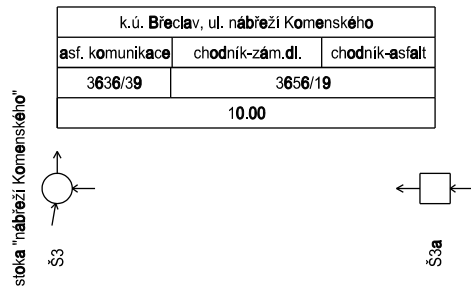 k.ú. Břeclav, ul. nábřeží Komenského
asf. komunikace chodník-zám.dl. chodník-asfalt
3636/39 3656/19
10.00
stoka "nábřeží Komenského"
Š3
Š3a